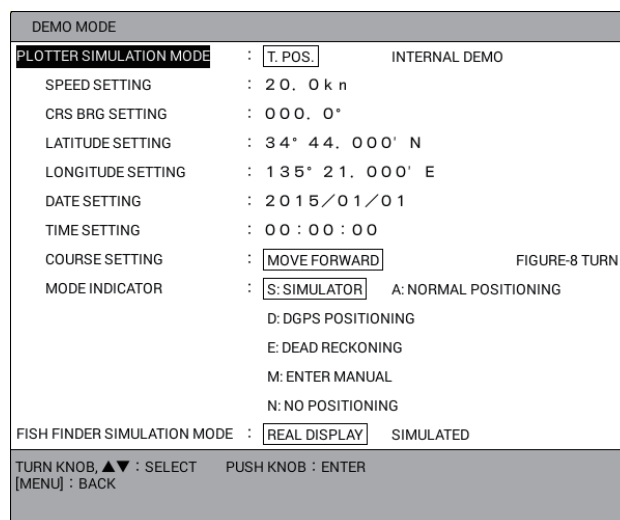 DEMO MODE
PLOTTER SIMULATION MODE : T. POS. INTERNAL DEMO
SPEED SETTING : 20. 0kn
CRS BRG SETTING : 000. 0°
LATITUDE SETTING : 34° 44. 000' N
LONGITUDE SETTING : 135° 21. 000' E
DATE SETTING : 2015/01/01
TIME SETTING : 00:00:00
COURSE SETTING : MOVE FORWARD FIGURE-8 TURN
MODE INDICATOR : S: SIMULATOR A: NORMAL POSITIONING
D: DGPS POSITIONING
E: DEAD RECKONING
M: ENTER MANUAL
N: NO POSITIONING
FISH FINDER SIMULATION MODE : REAL DISPLAY SIMULATED
TURN KNOB, ▲▼ : SELECT PUSH KNOB : ENTER
[MENU] : BACK